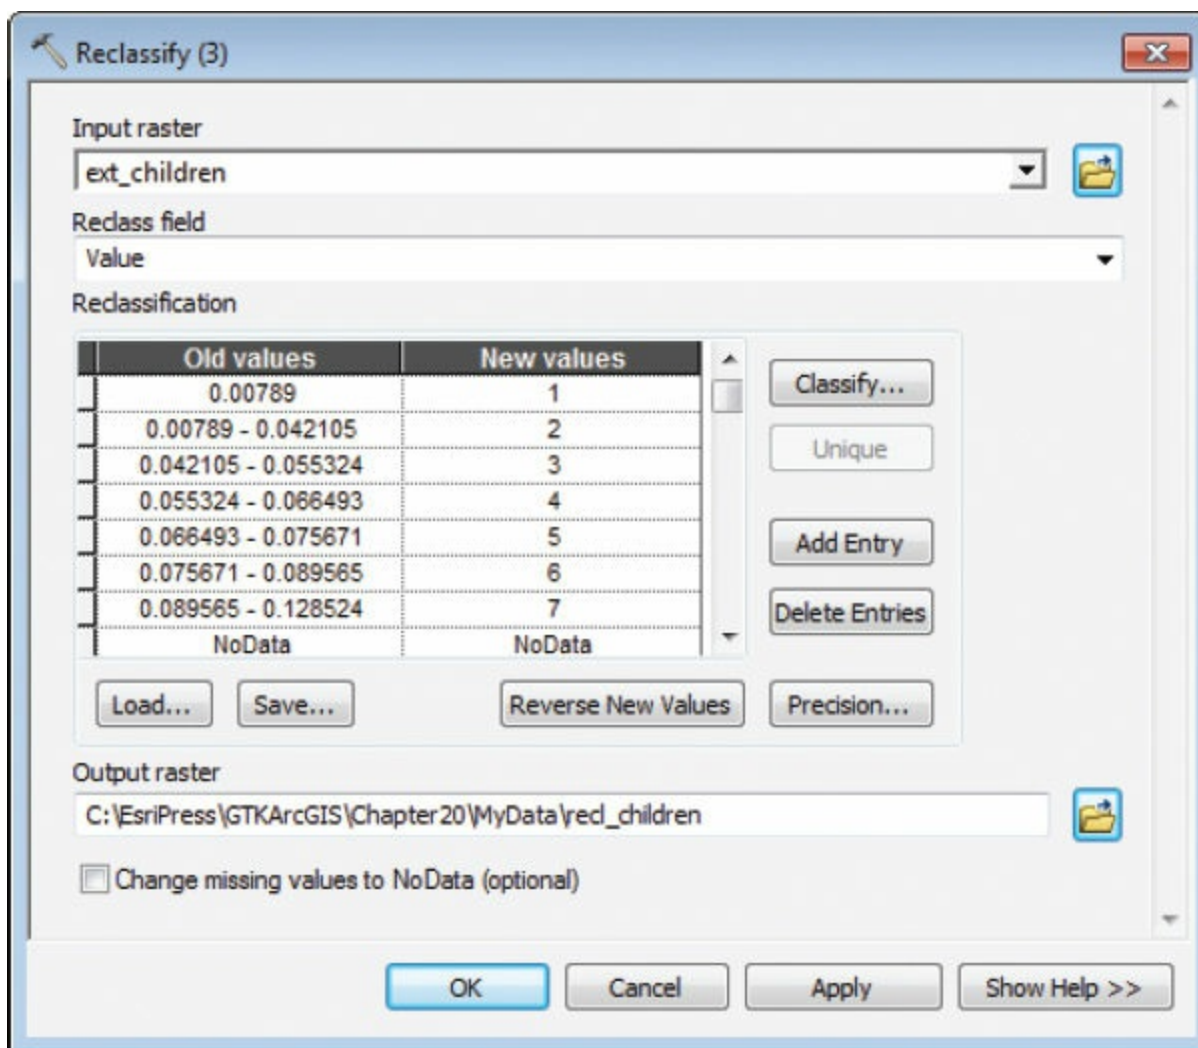 Reclassify (3)
Input raster
ext_children
Reclass field
Value
Reclassification
Old values New values
0.00789 1
0.00789 - 0.042105 2
0.042105 - 0.055324 3
0.055324 - 0.066493 4
0.066493 - 0.075671 5
0.075671 - 0.089565 6
0.089565 - 0.128524 7
NoData NoData
Classify...
Unique
Add Entry
Delete Entries
Load... Save... Reverse New Values Precision...
Output raster
C:\EsriPress\GTKArcGIS\Chapter20\MyData\recl_children
Change missing values to NoData (optional)
OK Cancel Apply Show Help >>